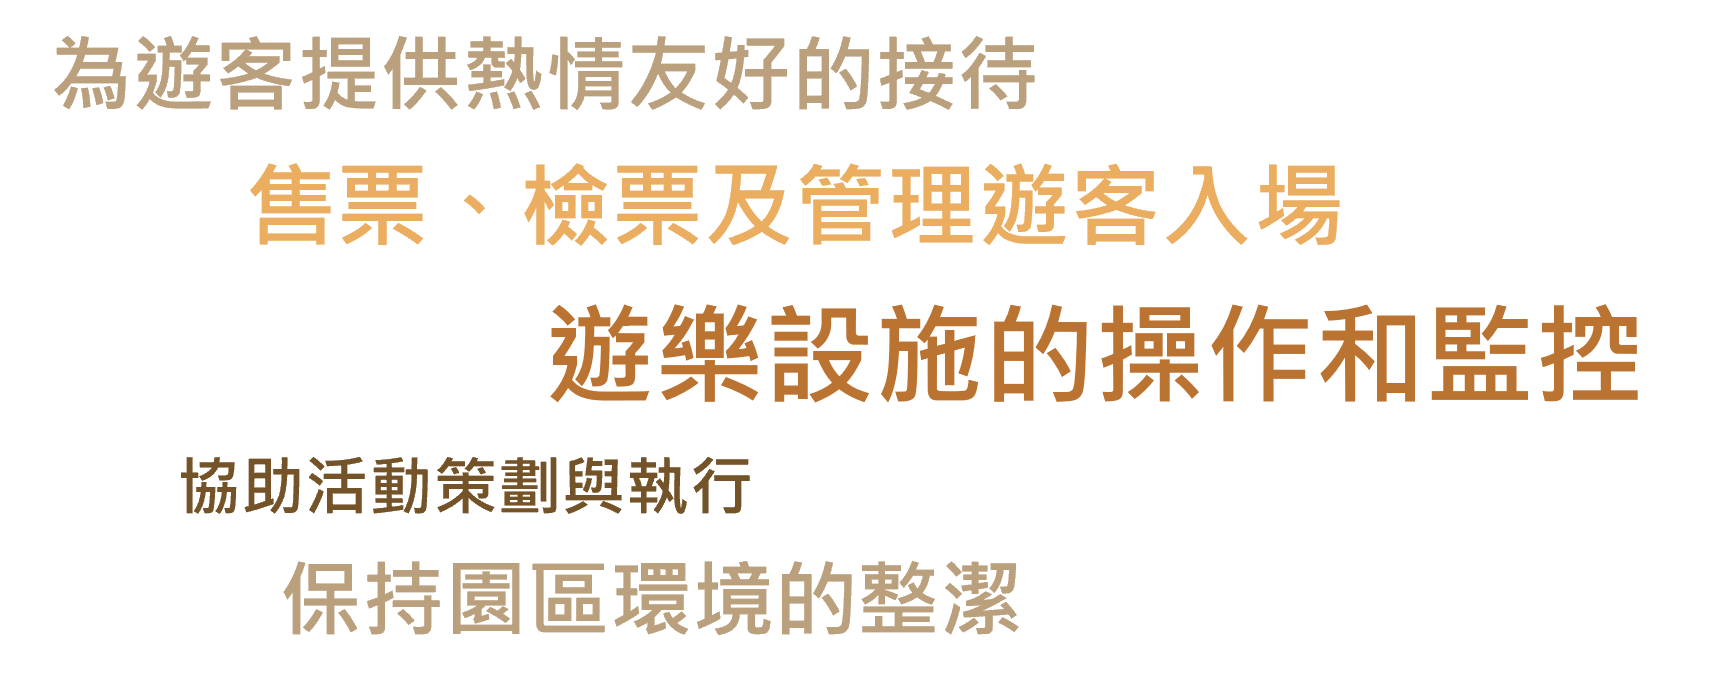 為遊客提供熱情友好的接待
售票、檢票及管理遊客入場
遊樂設施的操作和監控
協助活動策劃與執行
保持園區環境的整潔